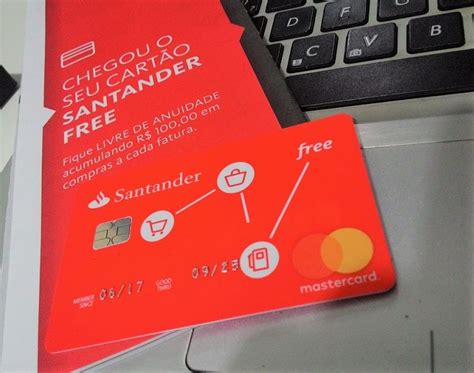 CHEGOU O
SEU CARTÃO
SANTANDER
FREE
Fique LIVRE DE ANUIDADE
acumulando R$ 100,00 em
compras a cada fatura.
free
Santander
MEMBER SINCE 06/17 GOOD THRU 09/25
mastercard
F
G
H
C
V
B